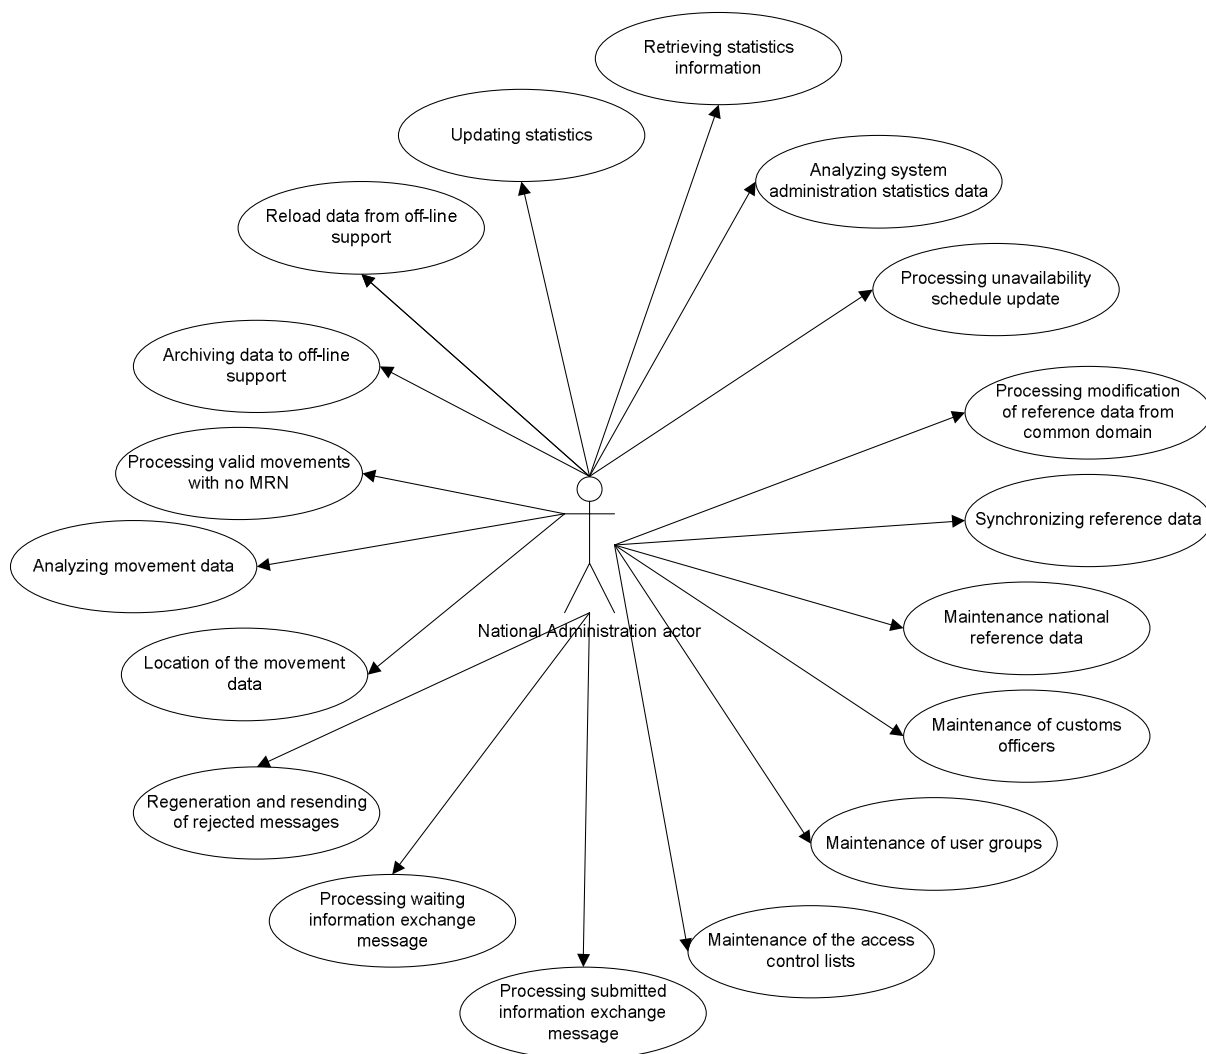 Retrieving statistics
information
Updating statistics
Analyzing system
administration statistics data
Reload data from off-line
support
Processing unavailability
schedule update
Archiving data to off-line
support
Processing modification
of reference data from
common domain
Processing valid movements
with no MRN
Synchronizing reference data
Analyzing movement data
Maintenance national
reference data
National Administration actor
Location of the movement
data
Maintenance of customs
officers
Regeneration and resending
of rejected messages
Maintenance of user groups
Processing waiting
information exchange
message
Maintenance of the access
control lists
Processing submitted
information exchange
message